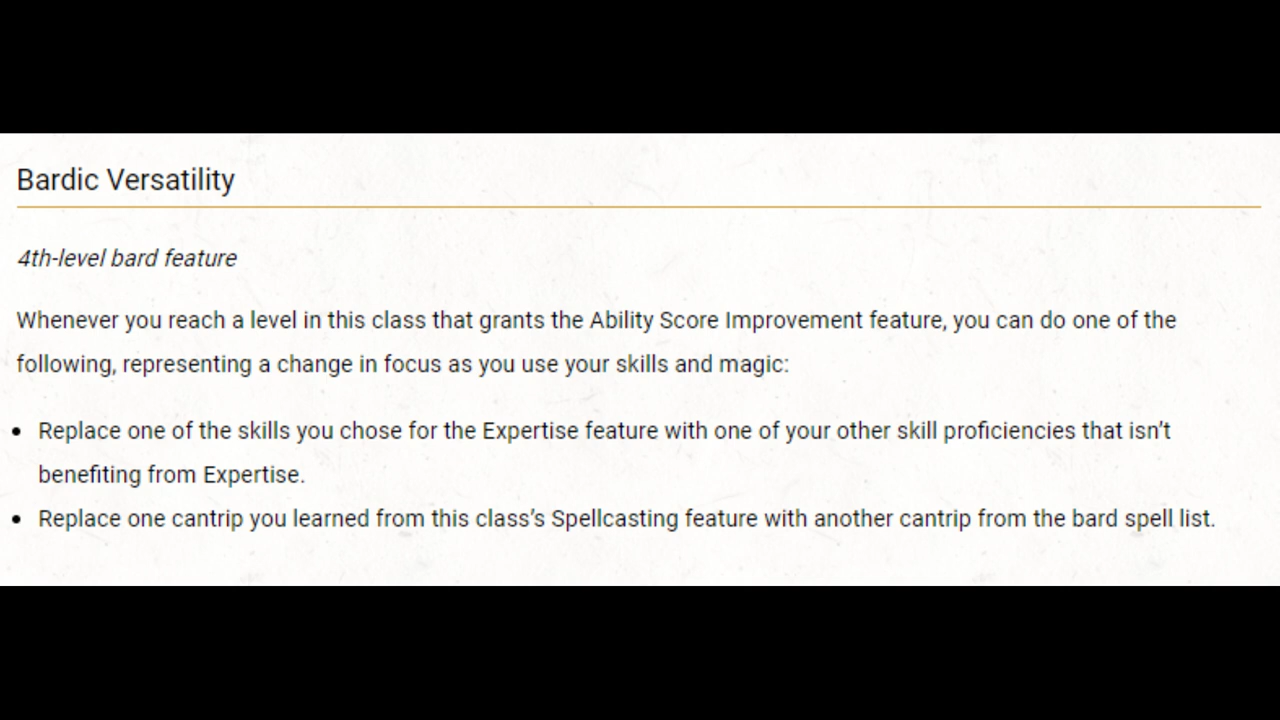 Bardic Versatility
4th-level bard feature
Whenever you reach a level in this class that grants the Ability Score Improvement feature, you can do one of the
following, representing a change in focus as you use your skills and magic:
• Replace one of the skills you chose for the Expertise feature with one of your other skill proficiencies that isn’t
benefiting from Expertise.
• Replace one cantrip you learned from this class’s Spellcasting feature with another cantrip from the bard spell list.